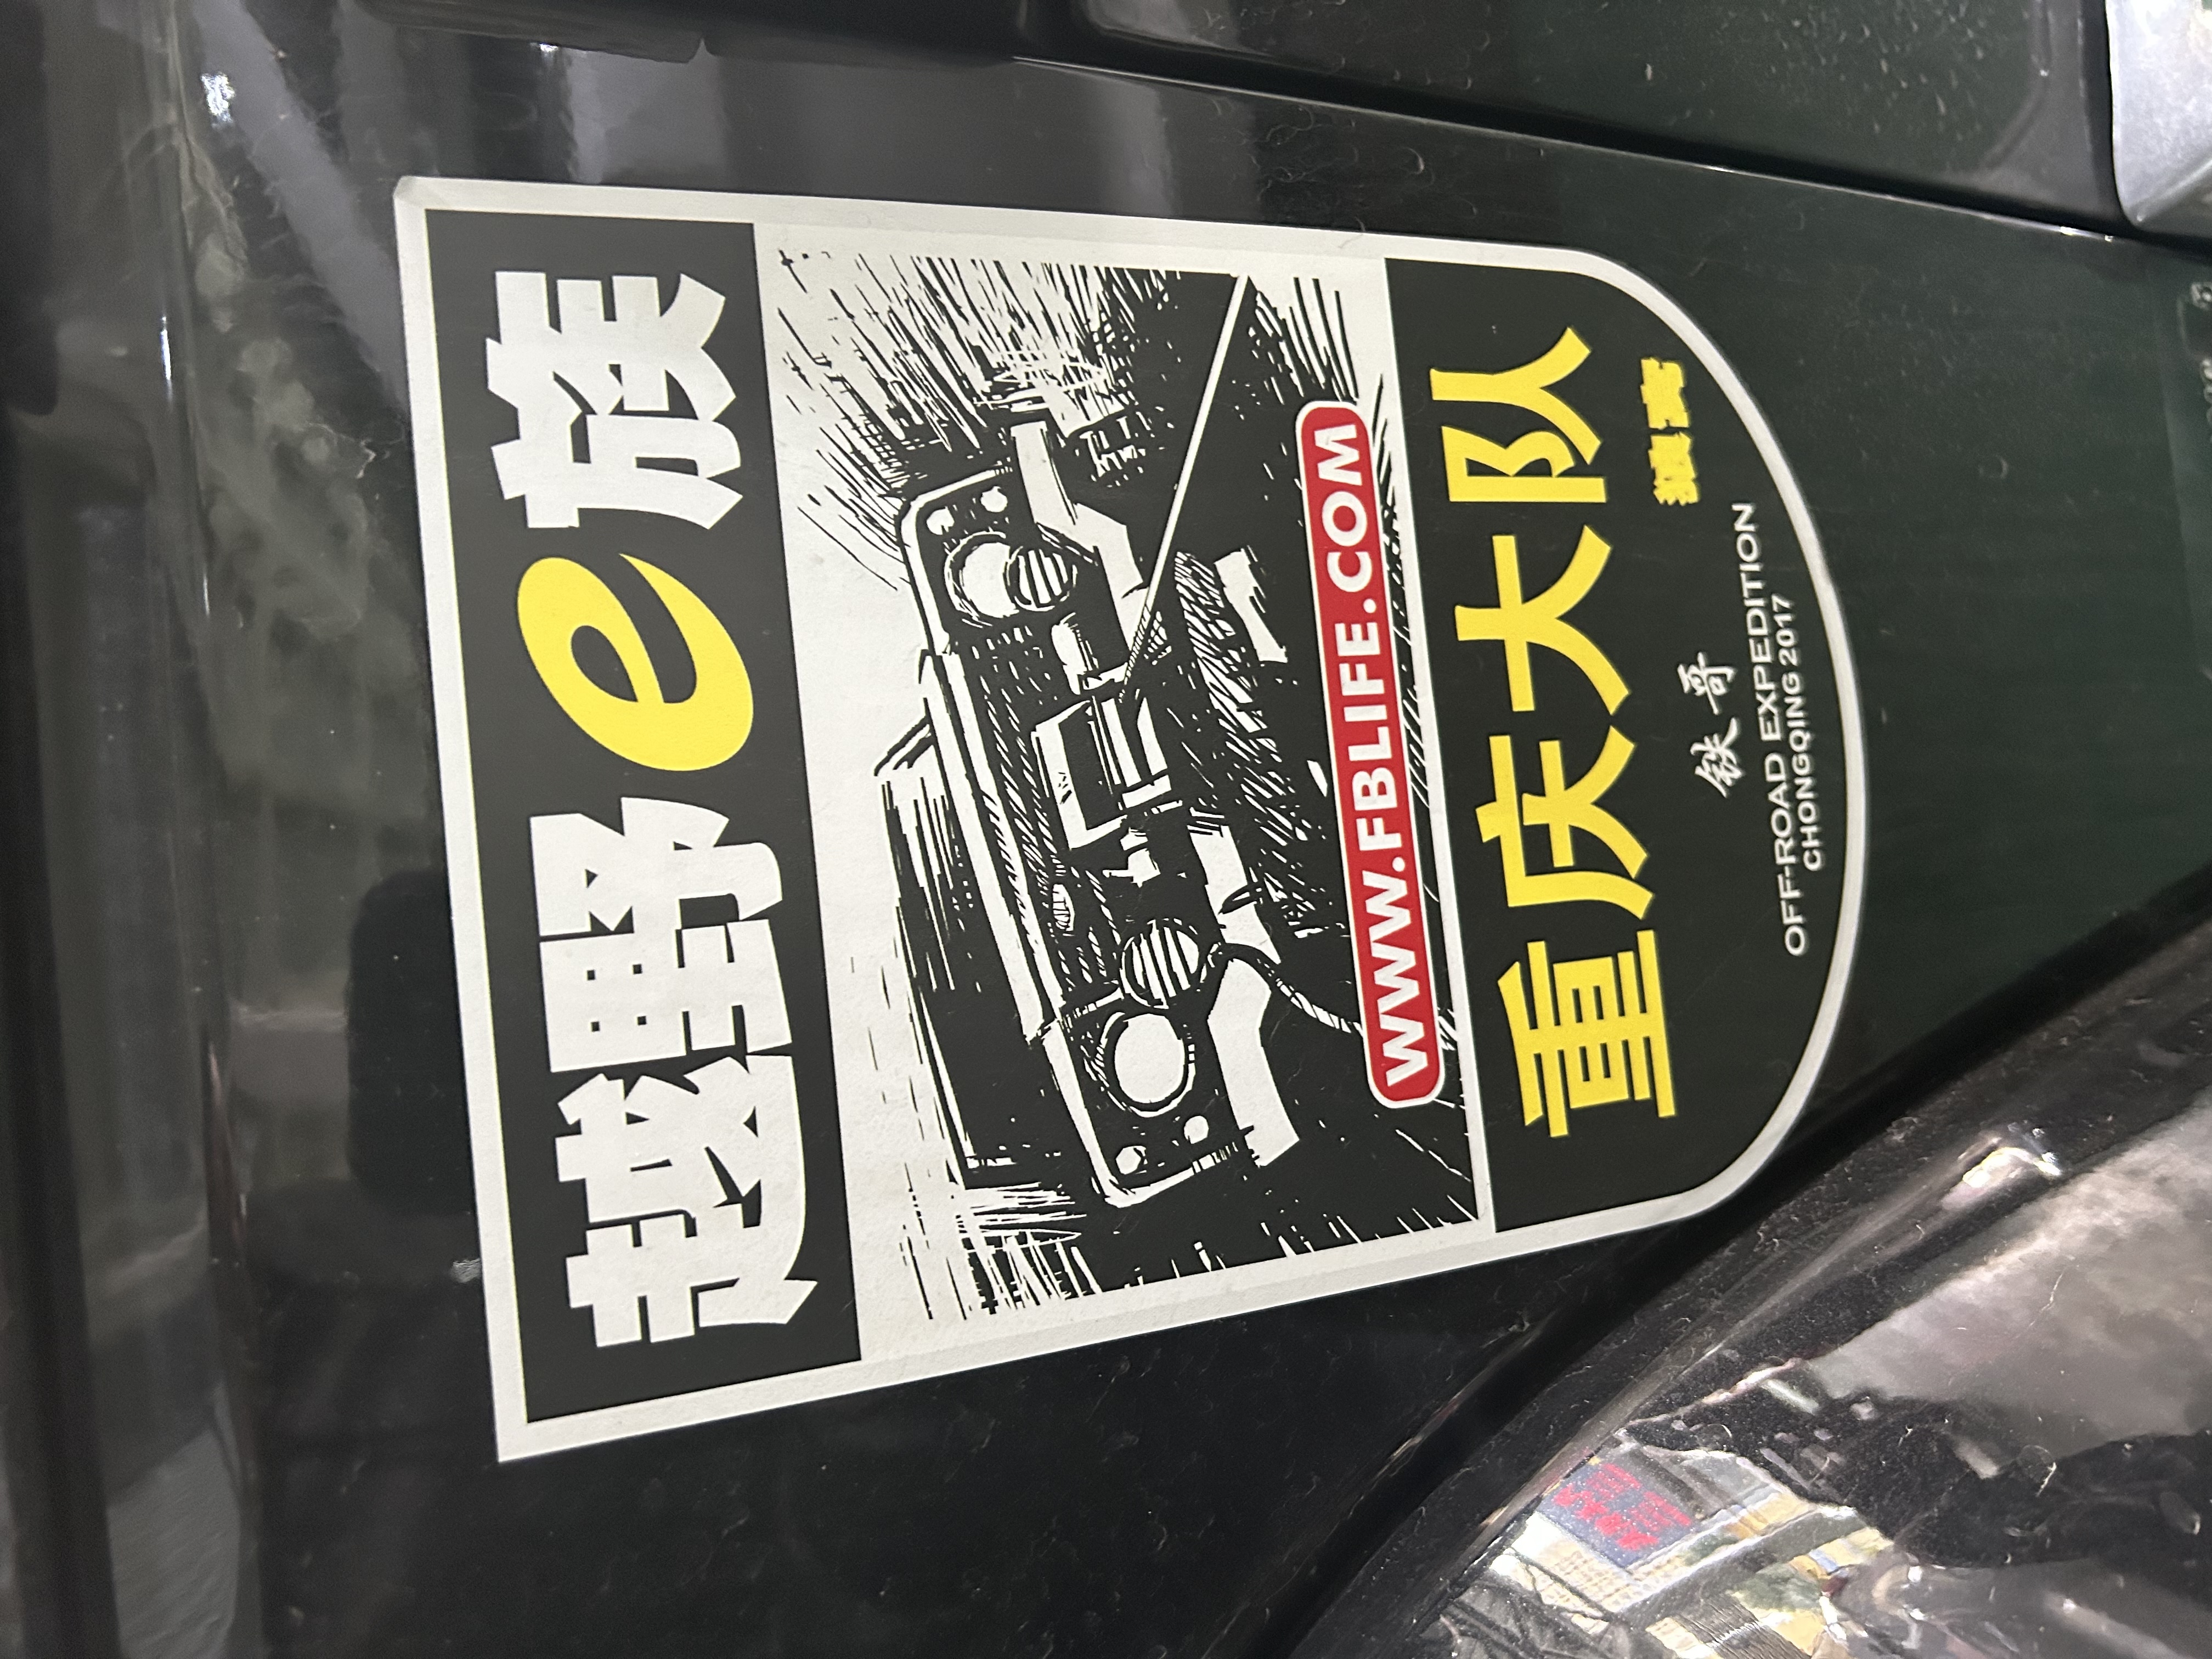 越野e族
WWW.FBLIFE.COM
重庆大队
铁哥
OFF-ROAD EXPEDITION
CHONGQING 2017